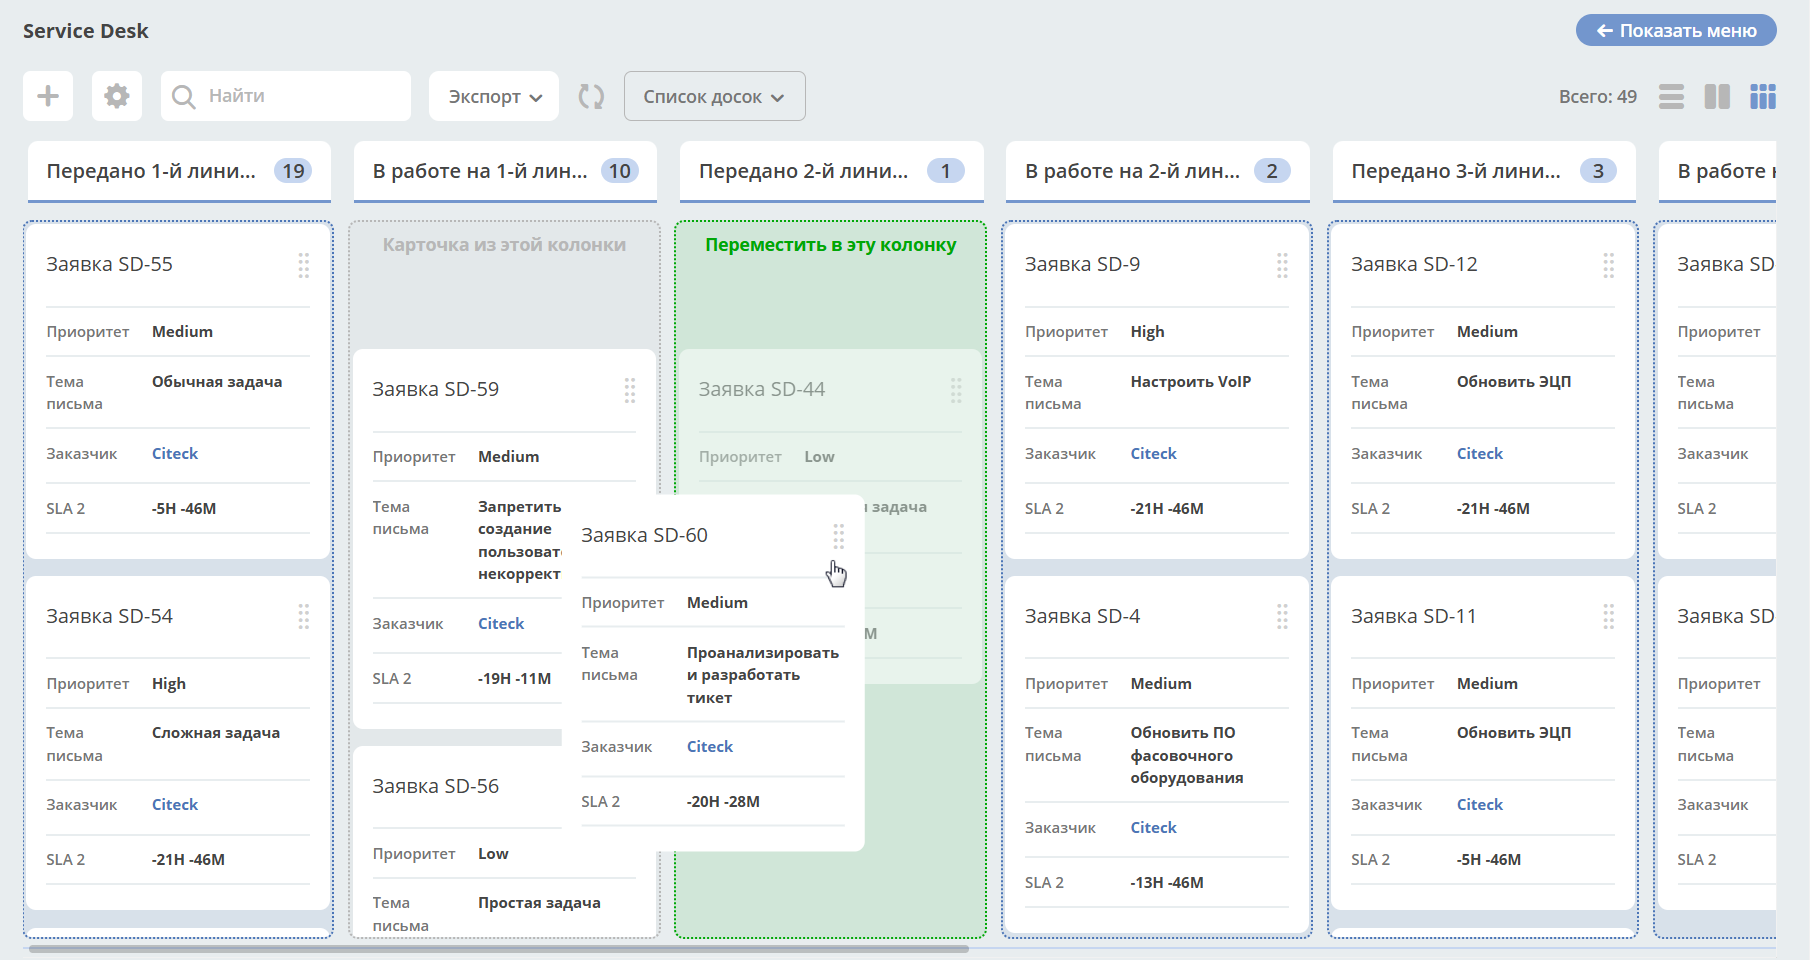 Service Desk
Показать меню
Найти
Экспорт
Список досок
Всего: 49
Передано 1-й лини... 19
В работе на 1-й лин... 10
Передано 2-й лини... 1
В работе на 2-й лин... 2
Передано 3-й лини... 3
В работе
Заявка SD-55
Приоритет Medium
Тема
письма
Обычная задача
Заказчик Citeck
SLA 2 -5H -46M
Заявка SD-54
Приоритет High
Тема
письма
Сложная задача
Заказчик Citeck
SLA 2 -21H -46M
Карточка из этой колонки
Заявка SD-59
Приоритет Medium
Тема
письма
Запретить
создание
пользоват
некоррект
Заказчик Citeck
SLA 2 -19H -11M
Заявка SD-56
Приоритет Low
Тема
письма
Простая задача
Переместить в эту колонку
Заявка SD-44
Приоритет Low
задача
M
Заявка SD-60
Приоритет Medium
Тема
письма
Проанализировать
и разработать
тикет
Заказчик Citeck
SLA 2 -20H -28M
Заявка SD-9
Приоритет High
Тема
письма
Настроить VoIP
Заказчик Citeck
SLA 2 -21H -46M
Заявка SD-4
Приоритет Medium
Тема
письма
Обновить ПО
фасовочного
оборудования
Заказчик Citeck
SLA 2 -13H -46M
Заявка SD-12
Приоритет Medium
Тема
письма
Обновить ЭЦП
Заказчик Citeck
SLA 2 -21H -46M
Заявка SD-11
Приоритет Medium
Тема
письма
Обновить ЭЦП
Заказчик Citeck
SLA 2 -5H -46M
Заявка SD
Приоритет
Тема
письма
Заказчик
SLA 2
Заявка SD
Приоритет
Тема
письма
Заказчик
SLA 2